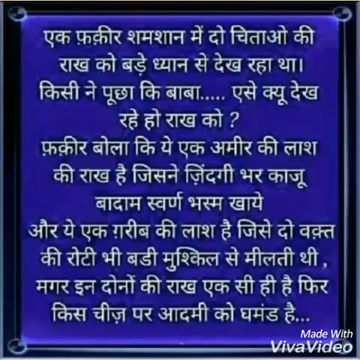 एक फ़क़ीर शमशान में दो चिताओ की
राख को बड़े ध्यान से देख रहा था।
किसी ने पूछा कि बाबा..... एसे क्यू देख
रहे हो राख को ?
फ़क़ीर बोला कि ये एक अमीर की लाश
की राख है जिसने ज़िंदगी भर काजू
बादाम स्वर्ण भस्म खाये
और ये एक ग़रीब की लाश है जिसे दो वक़्त
की रोटी भी बडी मुश्किल से मीलती थी ,
मगर इन दोनों की राख एक सी ही है फिर
किस चीज़ पर आदमी को घमंड है...
Made With
VivaVideo